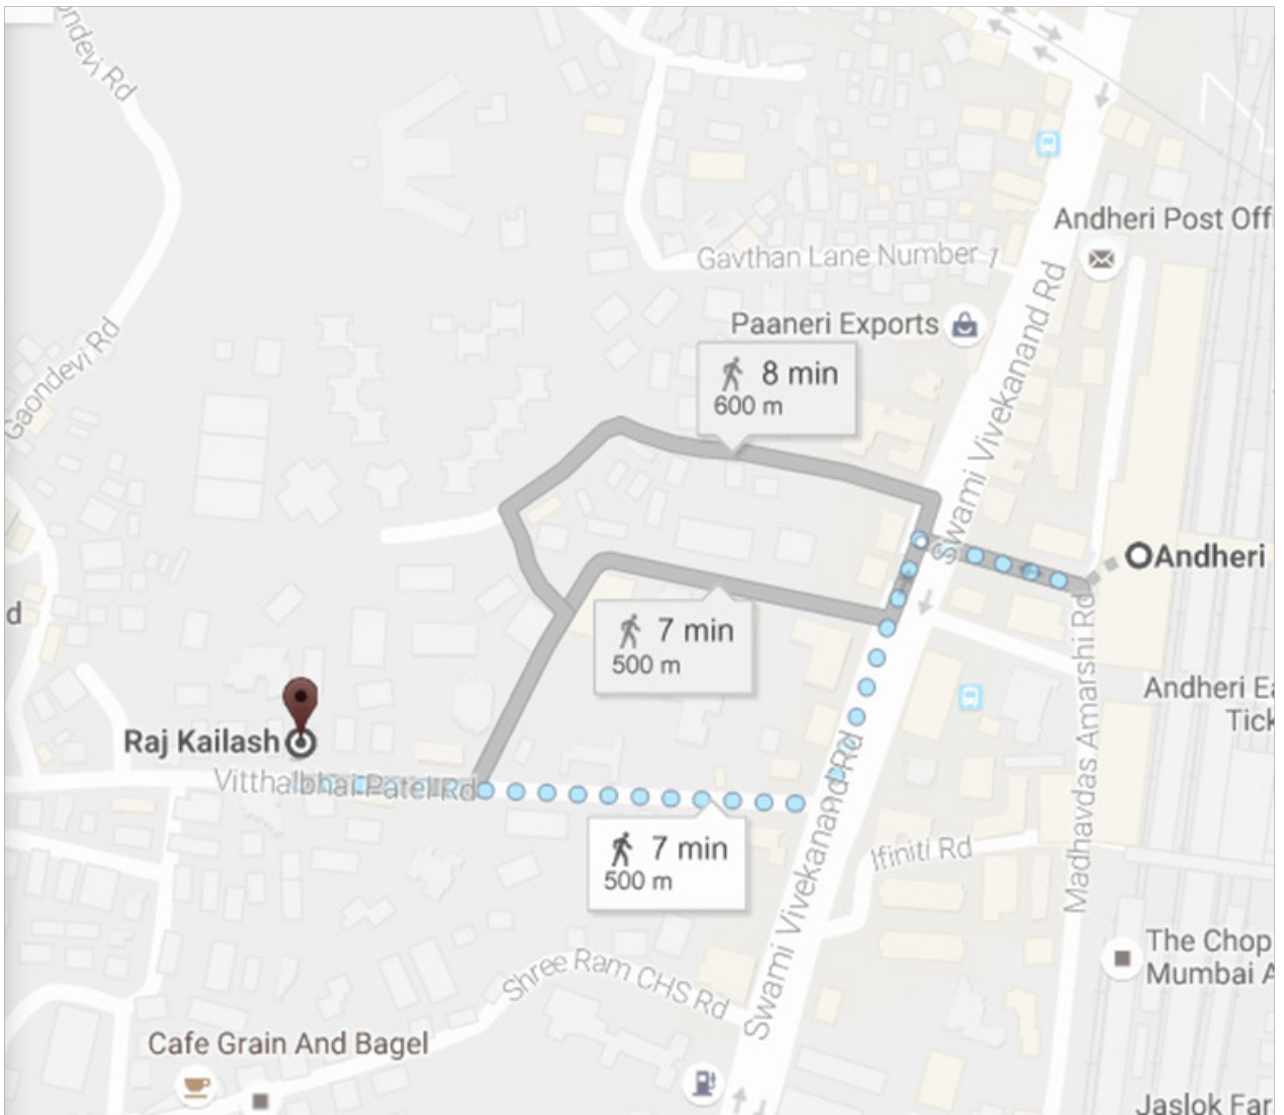 ondevi Rd
Andheri Post Off
Gavthan Lane Number 1
Paaneri Exports
Swami Vivekanand Rd
Gaondevi Rd
8 min
600 m
Andheri
7 min
500 m
d
Madhavdas Amarshi Rd
Andheri Ea
Tick
Raj Kailash
Vitthalbhai Patel Rd
7 min
500 m
Ifiniti Rd
Swami Vivekanand Rd
The Chop
Mumbai A
Shree Ram CHS Rd
Cafe Grain And Bagel
Jaslok Far